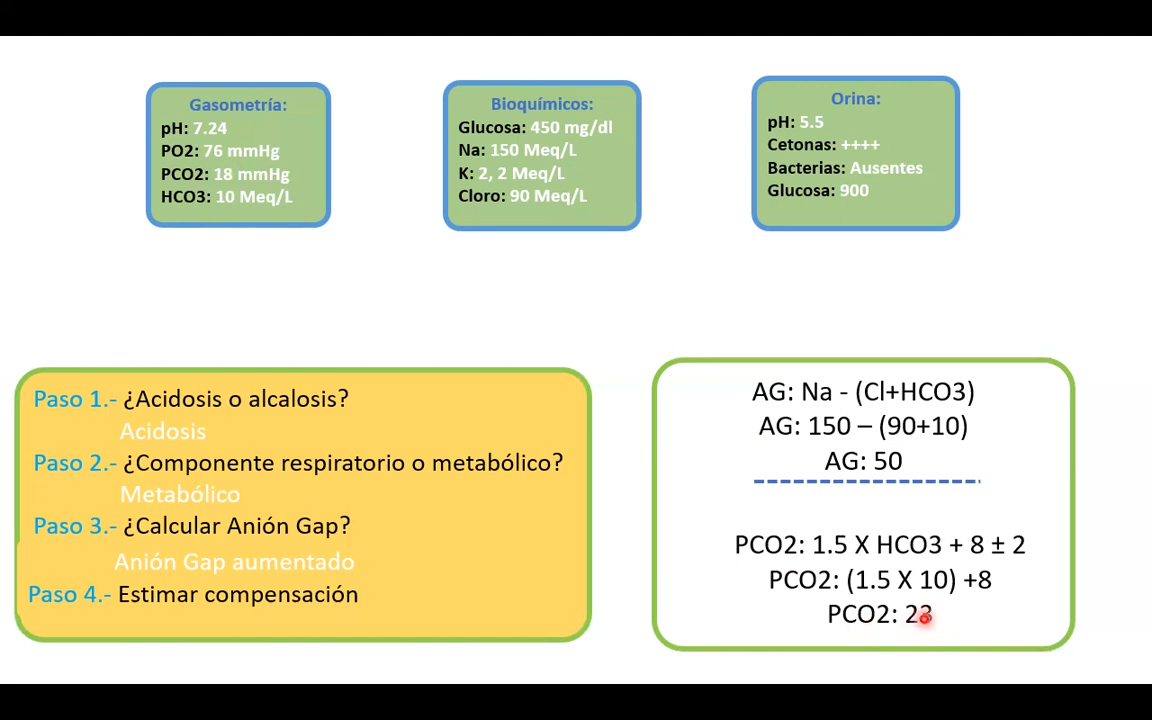 Gasometría:
pH: 7.24
PO2: 76 mmHg
PCO2: 18 mmHg
HCO3: 10 Meq/L
Bioquímicos:
Glucosa: 450 mg/dl
Na: 150 Meq/L
K: 2, 2 Meq/L
Cloro: 90 Meq/L
Orina:
pH: 5.5
Cetonas: ++++
Bacterias: Ausentes
Glucosa: 900
Paso 1.- ¿Acidosis o alcalosis?
Acidosis
Paso 2.- ¿Componente respiratorio o metabólico?
Metabólico
Paso 3.- ¿Calcular Anión Gap?
Anión Gap aumentado
Paso 4.- Estimar compensación
AG: Na - (Cl+HCO3)
AG: 150 – (90+10)
AG: 50
PCO2: 1.5 X HCO3 + 8 ± 2
PCO2: (1.5 X 10) +8
PCO2: 23